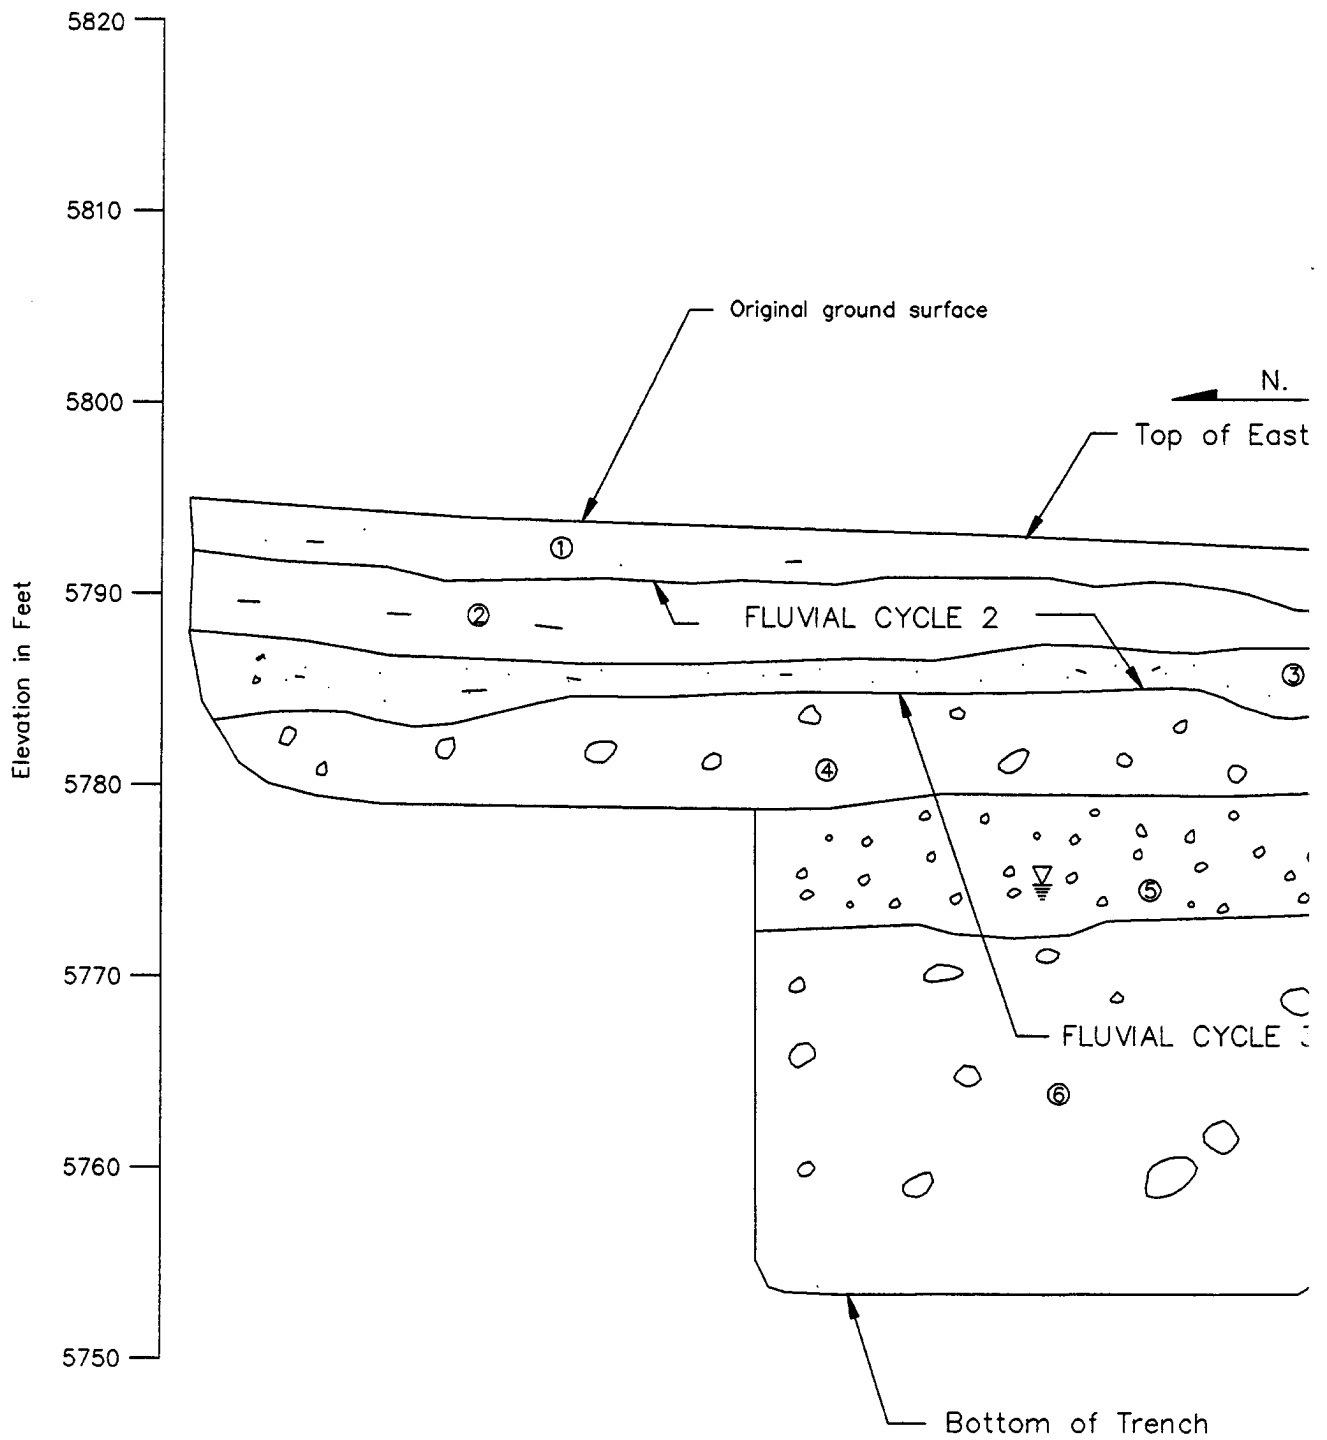 5820
5810
Original ground surface
N.
5800
Top of East
①
5790
②
FLUVIAL CYCLE 2
③
Elevation in Feet
④
5780
⑤
5770
FLUVIAL CYCLE
⑥
5760
5750
Bottom of Trench